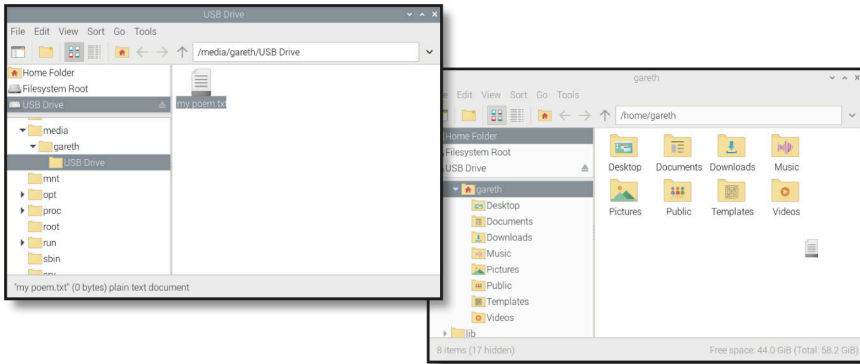 USB Drive
File Edit View Sort Go Tools
/media/gareth/USB Drive
Home Folder
Filesystem Root
USB Drive
my poem.txt
media
gareth
USB Drive
mnt
opt
proc
root
run
sbin
"my poem.txt" (0 bytes) plain text document
gareth
Edit View Sort Go Tools
/home/gareth
Home Folder
Filesystem Root
USB Drive
gareth
Desktop
Documents
Downloads
Music
Pictures
Public
Templates
Videos
lib
Desktop Documents Downloads Music
Pictures Public Templates Videos
8 items (17 hidden) Free space: 44.0 GiB (Total: 58.2 GiB)